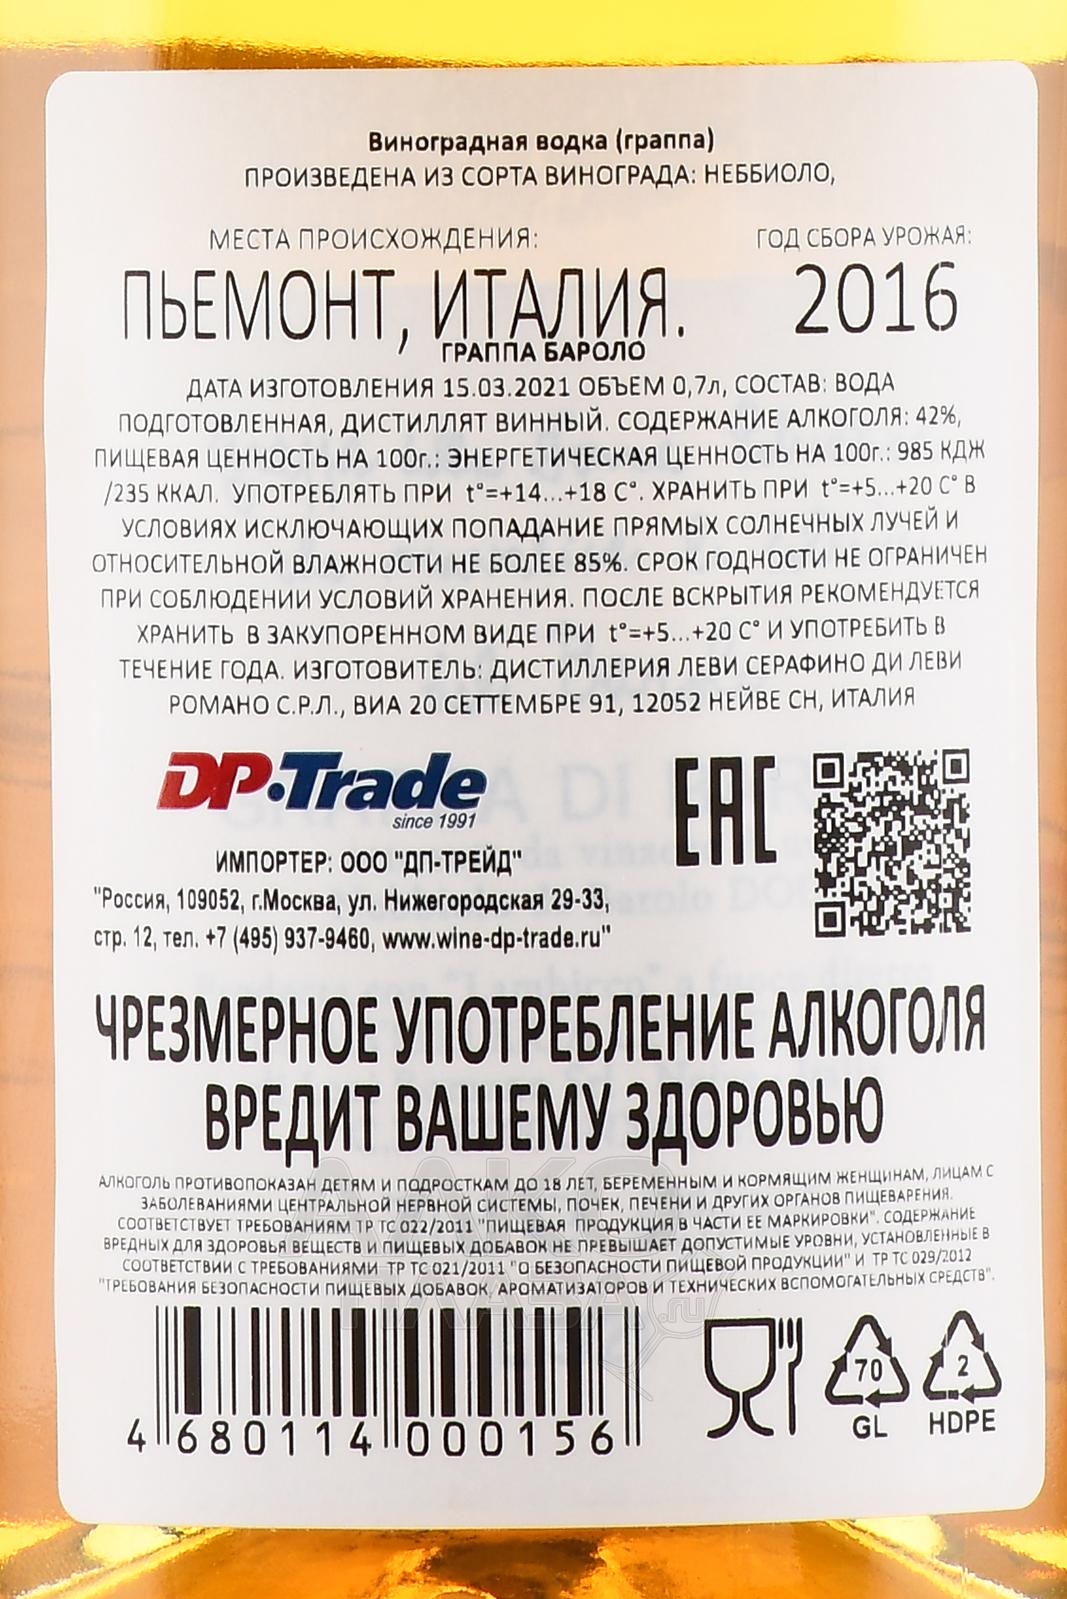 Виноградная водка (граппа)
ПРОИЗВЕДЕНА ИЗ СОРТА ВИНОГРАДА: НЕББИОЛО,
МЕСТА ПРОИСХОЖДЕНИЯ:
ГОД СБОРА УРОЖАЯ:
ПЬЕМОНТ, ИТАЛИЯ.
2016
ГРАППА БАРОЛО
ДАТА ИЗГОТОВЛЕНИЯ 15.03.2021 ОБЪЕМ 0,7л, СОСТАВ: ВОДА
ПОДГОТОВЛЕННАЯ, ДИСТИЛЛЯТ ВИННЫЙ. СОДЕРЖАНИЕ АЛКОГОЛЯ: 42%,
ПИЩЕВАЯ ЦЕННОСТЬ НА 100г.: ЭНЕРГЕТИЧЕСКАЯ ЦЕННОСТЬ НА 100г.: 985 КДЖ
/235 ККАЛ. УПОТРЕБЛЯТЬ ПРИ t°=+14...+18 С°. ХРАНИТЬ ПРИ t°=+5...+20 С° В
УСЛОВИЯХ ИСКЛЮЧАЮЩИХ ПОПАДАНИЕ ПРЯМЫХ СОЛНЕЧНЫХ ЛУЧЕЙ И
ОТНОСИТЕЛЬНОЙ ВЛАЖНОСТИ НЕ БОЛЕЕ 85%. СРОК ГОДНОСТИ НЕ ОГРАНИЧЕН
ПРИ СОБЛЮДЕНИИ УСЛОВИЙ ХРАНЕНИЯ. ПОСЛЕ ВСКРЫТИЯ РЕКОМЕНДУЕТСЯ
ХРАНИТЬ В ЗАКУПОРЕННОМ ВИДЕ ПРИ t°=+5...+20 С° И УПОТРЕБИТЬ В
ТЕЧЕНИЕ ГОДА. ИЗГОТОВИТЕЛЬ: ДИСТИЛЛЕРИЯ ЛЕВИ СЕРАФИНО ДИ ЛЕВИ
РОМАНО С.Р.Л., ВИА 20 СЕТТЕМБРЕ 91, 12052 НЕЙВЕ CH, ИТАЛИЯ
DP·Trade
since 1991
EAC
ИМПОРТЕР: ООО "ДП-ТРЕЙД"
"Россия, 109052, г.Москва, ул. Нижегородская 29-33,
стр. 12, тел. +7 (495) 937-9460, www.wine-dp-trade.ru"
ЧРЕЗМЕРНОЕ УПОТРЕБЛЕНИЕ АЛКОГОЛЯ
ВРЕДИТ ВАШЕМУ ЗДОРОВЬЮ
АЛКОГОЛЬ ПРОТИВОПОКАЗАН ДЕТЯМ И ПОДРОСТКАМ ДО 18 ЛЕТ, БЕРЕМЕННЫМ И КОРМЯЩИМ ЖЕНЩИНАМ, ЛИЦАМ С
ЗАБОЛЕВАНИЯМИ ЦЕНТРАЛЬНОЙ НЕРВНОЙ СИСТЕМЫ, ПОЧЕК, ПЕЧЕНИ И ДРУГИХ ОРГАНОВ ПИЩЕВАРЕНИЯ.
СООТВЕТСТВУЕТ ТРЕБОВАНИЯМ ТР ТС 022/2011 "ПИЩЕВАЯ ПРОДУКЦИЯ В ЧАСТИ ЕЕ МАРКИРОВКИ". СОДЕРЖАНИЕ
ВРЕДНЫХ ДЛЯ ЗДОРОВЬЯ ВЕЩЕСТВ И ПИЩЕВЫХ ДОБАВОК НЕ ПРЕВЫШАЕТ ДОПУСТИМЫЕ УРОВНИ, УСТАНОВЛЕННЫЕ В
СООТВЕТСТВИИ С ТРЕБОВАНИЯМИ ТР ТС 021/2011 "О БЕЗОПАСНОСТИ ПИЩЕВОЙ ПРОДУКЦИИ" И ТР ТС 029/2012
"ТРЕБОВАНИЯ БЕЗОПАСНОСТИ ПИЩЕВЫХ ДОБАВОК, АРОМАТИЗАТОРОВ И ТЕХНИЧЕСКИХ ВСПОМОГАТЕЛЬНЫХ СРЕДСТВ".
4 680114 000156
70
GL
2
HDPE